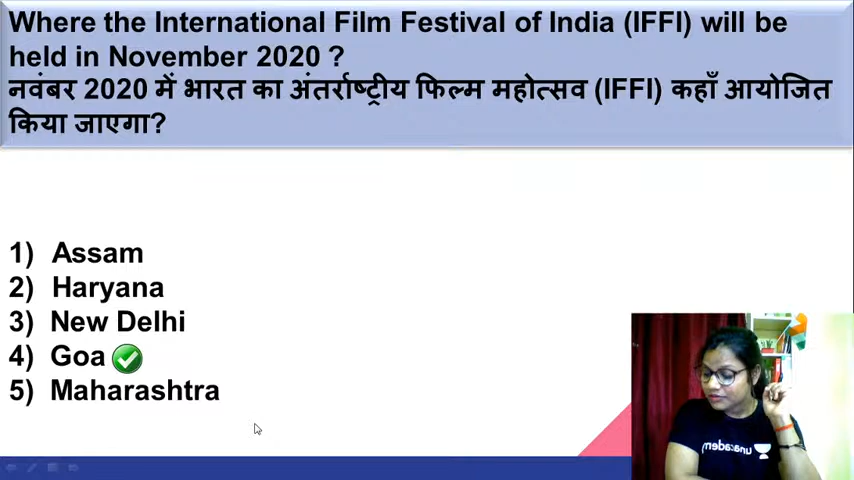 Where the International Film Festival of India (IFFI) will be
held in November 2020 ?
नवंबर 2020 में भारत का अंतर्राष्ट्रीय फिल्म महोत्सव (IFFI) कहाँ आयोजित
किया जाएगा?
1) Assam
2) Haryana
3) New Delhi
4) Goa
5) Maharashtra
unacademy